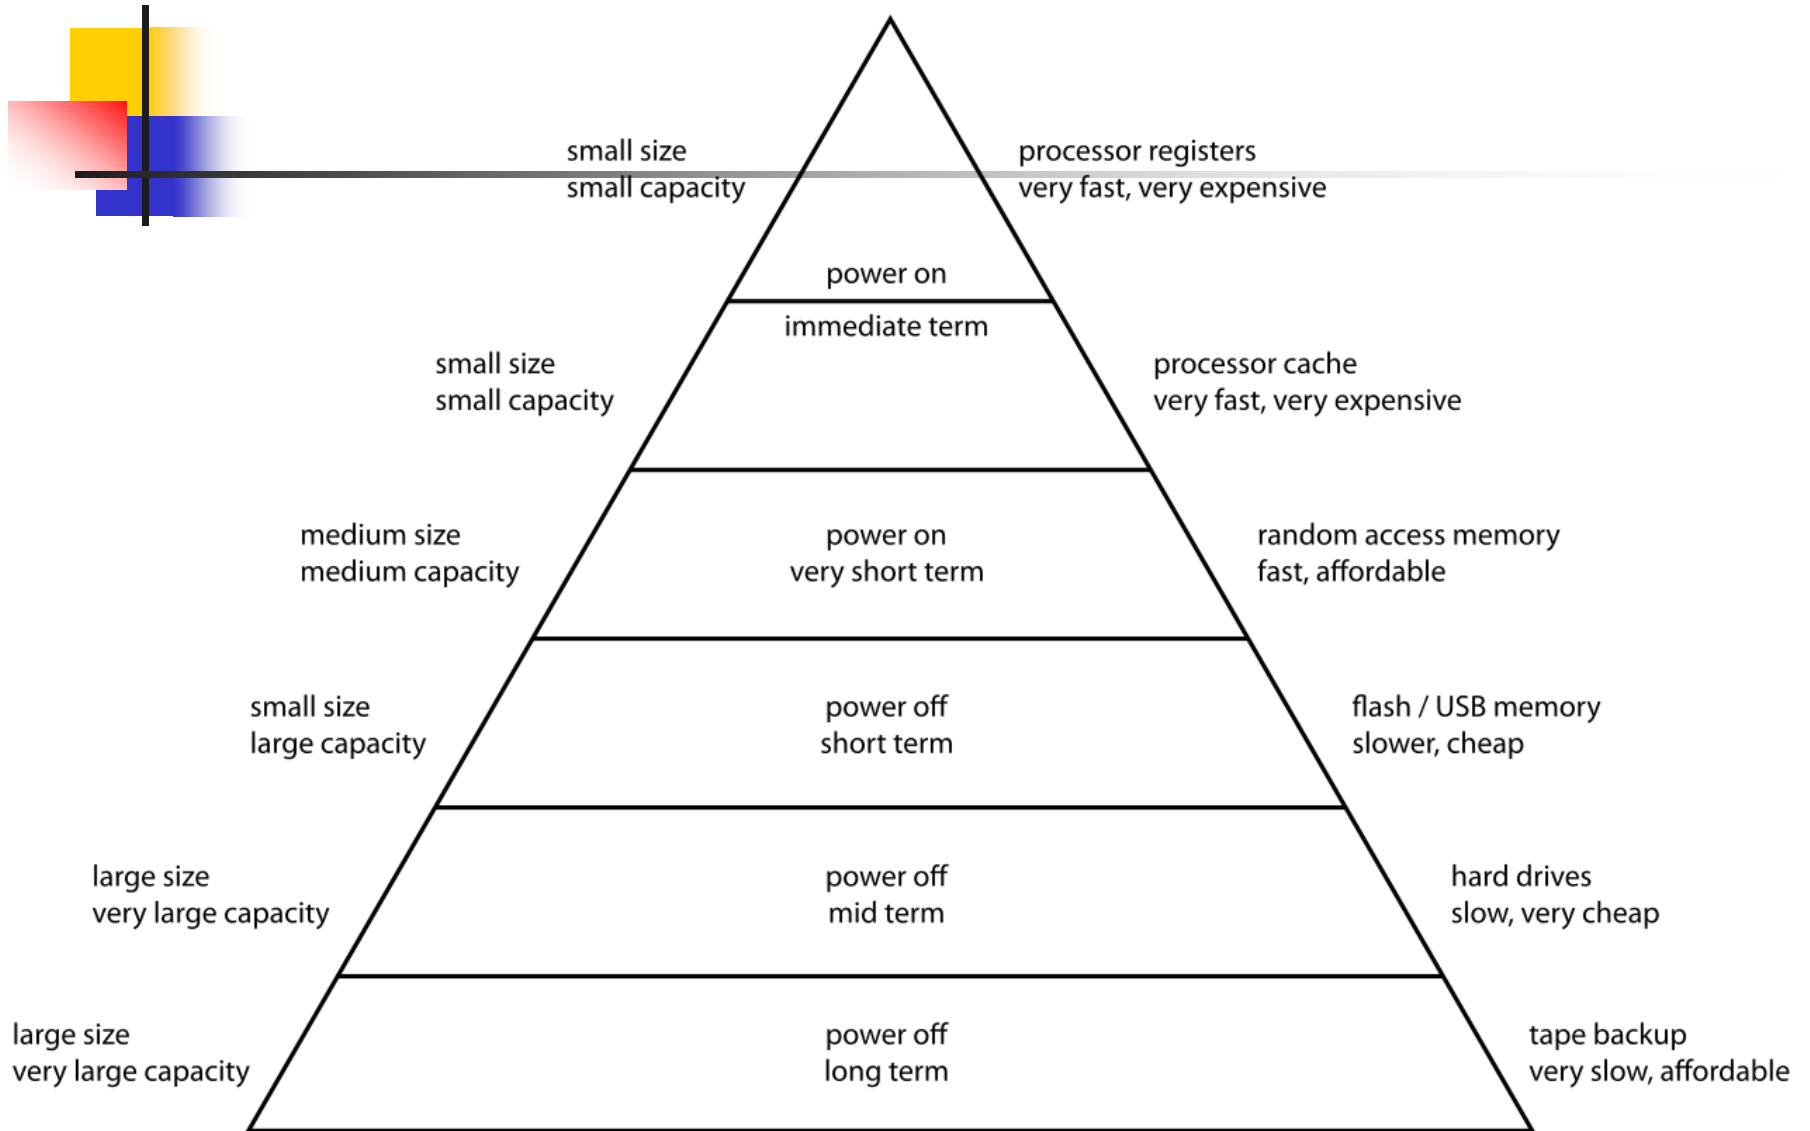 small size
small capacity
processor registers
very fast, very expensive
power on
immediate term
small size
small capacity
processor cache
very fast, very expensive
medium size
medium capacity
power on
very short term
random access memory
fast, affordable
small size
large capacity
power off
short term
flash / USB memory
slower, cheap
large size
very large capacity
power off
mid term
hard drives
slow, very cheap
large size
very large capacity
power off
long term
tape backup
very slow, affordable